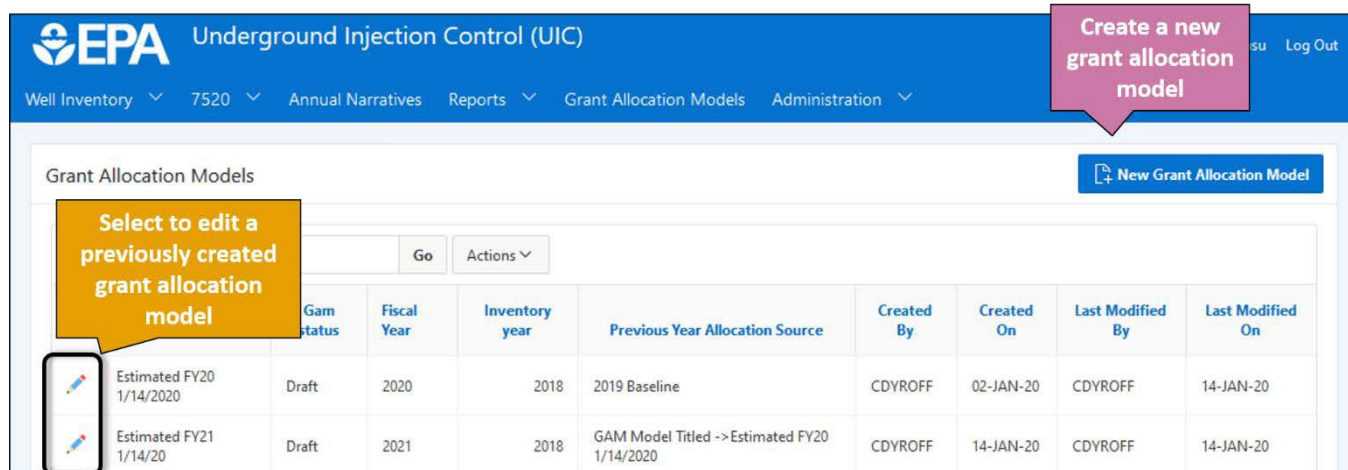 EPA
Underground Injection Control (UIC)
Create a new
grant allocation
model
su Log Out
Well Inventory 7520 Annual Narratives Reports Grant Allocation Models Administration
Grant Allocation Models
New Grant Allocation Model
Select to edit a
previously created
grant allocation
model
Go Actions
Gam
status
Fiscal
Year
Inventory
year
Previous Year Allocation Source
Created
By
Created
On
Last Modified
By
Last Modified
On
Estimated FY20
1/14/2020
Draft 2020 2018 2019 Baseline CDYROFF 02-JAN-20 CDYROFF 14-JAN-20
Estimated FY21
1/14/20
Draft 2021 2018
GAM Model Titled ->Estimated FY20
1/14/2020
CDYROFF 14-JAN-20 CDYROFF 14-JAN-20